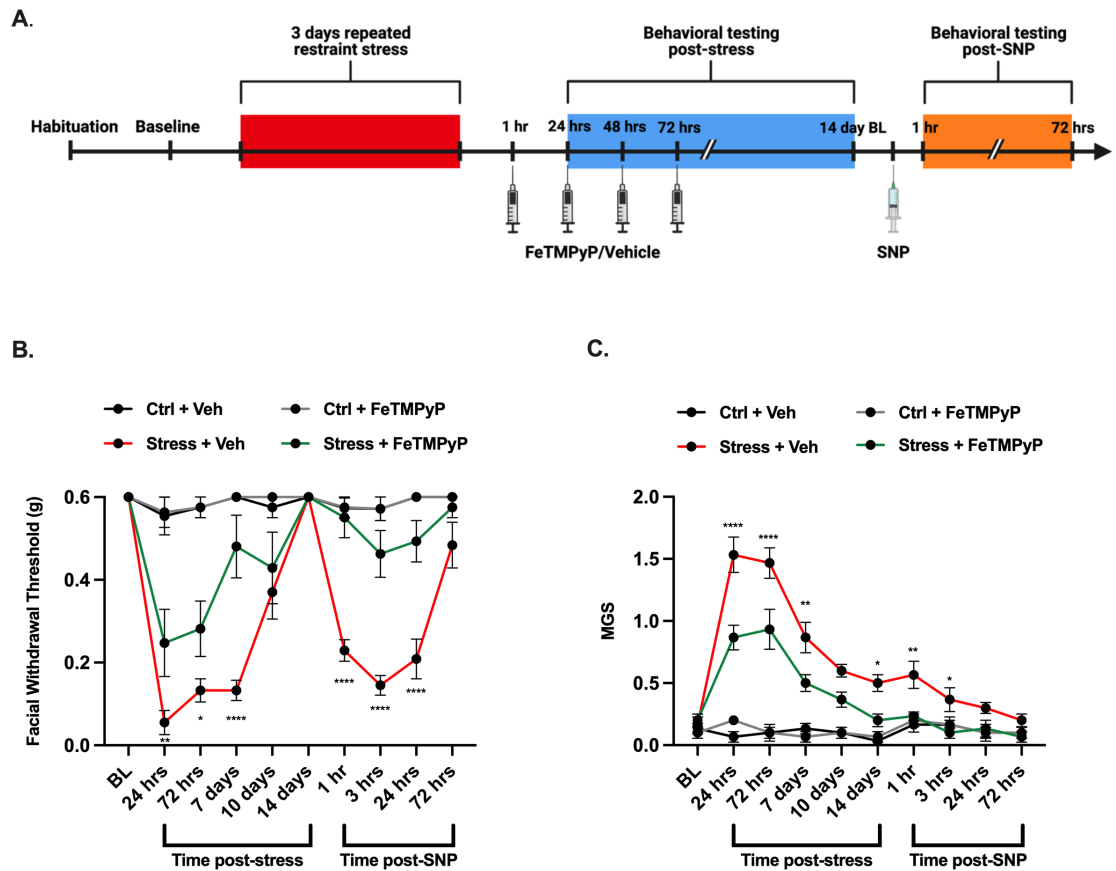 A.
3 days repeated
restraint stress
Behavioral testing
post-stress
Behavioral testing
post-SNP
Habituation
Baseline
1 hr
24 hrs
48 hrs
72 hrs
14 day BL
1 hr
72 hrs
FeTMPyP/Vehicle
SNP
B.
Ctrl + Veh
Ctrl + FeTMPyP
Stress + Veh
Stress + FeTMPyP
Facial Withdrawal Threshold (g)
0.6
0.4
0.2
0.0
**
*
****
****
****
****
BL
24 hrs
72 hrs
7 days
10 days
14 days
1 hr
3 hrs
24 hrs
72 hrs
Time post-stress
Time post-SNP
C.
Ctrl + Veh
Ctrl + FeTMPyP
Stress + Veh
Stress + FeTMPyP
MGS
2.0
1.5
1.0
0.5
0.0
****
****
**
*
**
*
BL
24 hrs
72 hrs
7 days
10 days
14 days
1 hr
3 hrs
24 hrs
72 hrs
Time post-stress
Time post-SNP